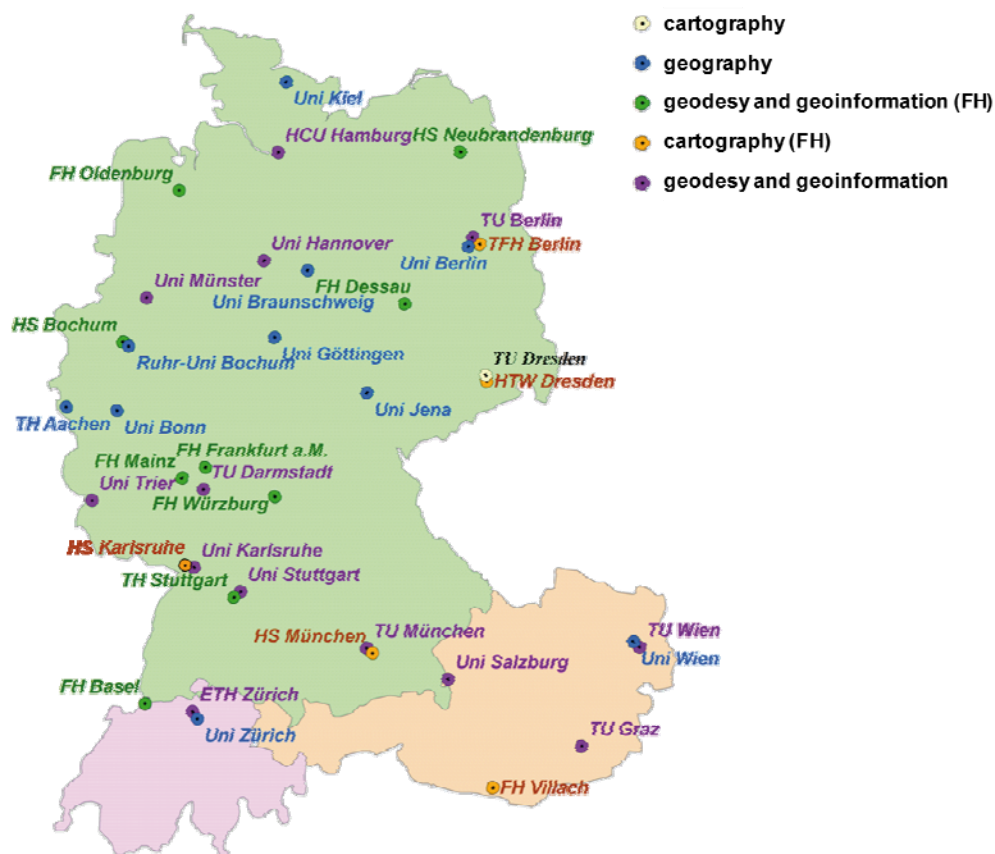 cartography
geography
geodesy and geoinformation (FH)
cartography (FH)
geodesy and geoinformation
Uni Kiel
HCU Hamburg
HS Neubrandenburg
FH Oldenburg
TU Berlin
Uni Hannover
TFH Berlin
Uni Berlin
Uni Münster
FH Dessau
Uni Braunschweig
HS Bochum
Uni Göttingen
Ruhr-Uni Bochum
TU Dresden
HTW Dresden
Uni Jena
TH Aachen
Uni Bonn
FH Frankfurt a.M.
FH Mainz
TU Darmstadt
Uni Trier
FH Würzburg
HS Karlsruhe
Uni Karlsruhe
TH Stuttgart
Uni Stuttgart
TU München
HS München
TU Wien
Uni Wien
Uni Salzburg
FH Basel
ETH Zürich
Uni Zürich
TU Graz
FH Villach